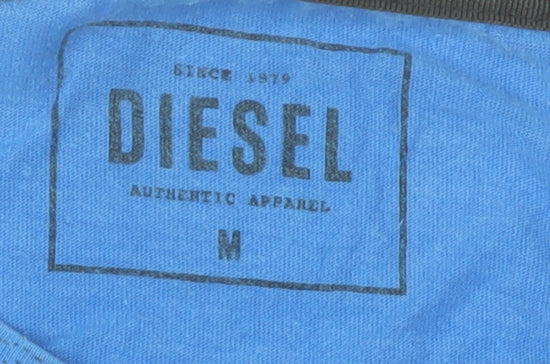 SINCE 1979
DIESEL
AUTHENTIC APPAREL
M